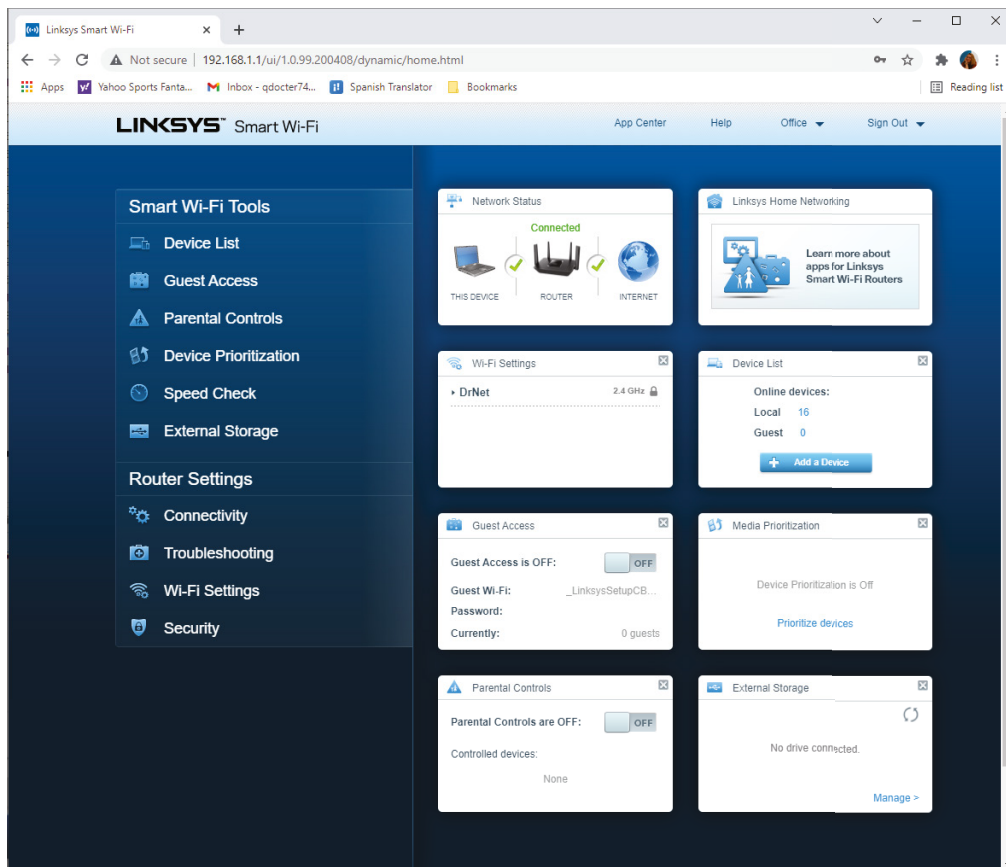 Linksys Smart Wi-Fi
Not secure | 192.168.1.1/ui/1.0.99.200408/dynamic/home.html
Apps Yahoo Sports Fanta... Inbox - qdocter74... Spanish Translator Bookmarks Reading list
LINKSYS™ Smart Wi-Fi
App Center Help Office Sign Out
Smart Wi-Fi Tools
Device List
Guest Access
Parental Controls
Device Prioritization
Speed Check
External Storage
Router Settings
Connectivity
Troubleshooting
Wi-Fi Settings
Security
Network Status
Connected
THIS DEVICE ROUTER INTERNET
Linksys Home Networking
Learn more about
apps for Linksys
Smart Wi-Fi Routers
Wi-Fi Settings
DrNet 2.4 GHz
Device List
Online devices:
Local 16
Guest 0
Add a Device
Guest Access
Guest Access is OFF: OFF
Guest Wi-Fi: _LinksysSetupCB...
Password:
Currently: 0 guests
Media Prioritization
Device Prioritization is Off
Prioritize devices
Parental Controls
Parental Controls are OFF: OFF
Controlled devices:
None
External Storage
No drive connected.
Manage >